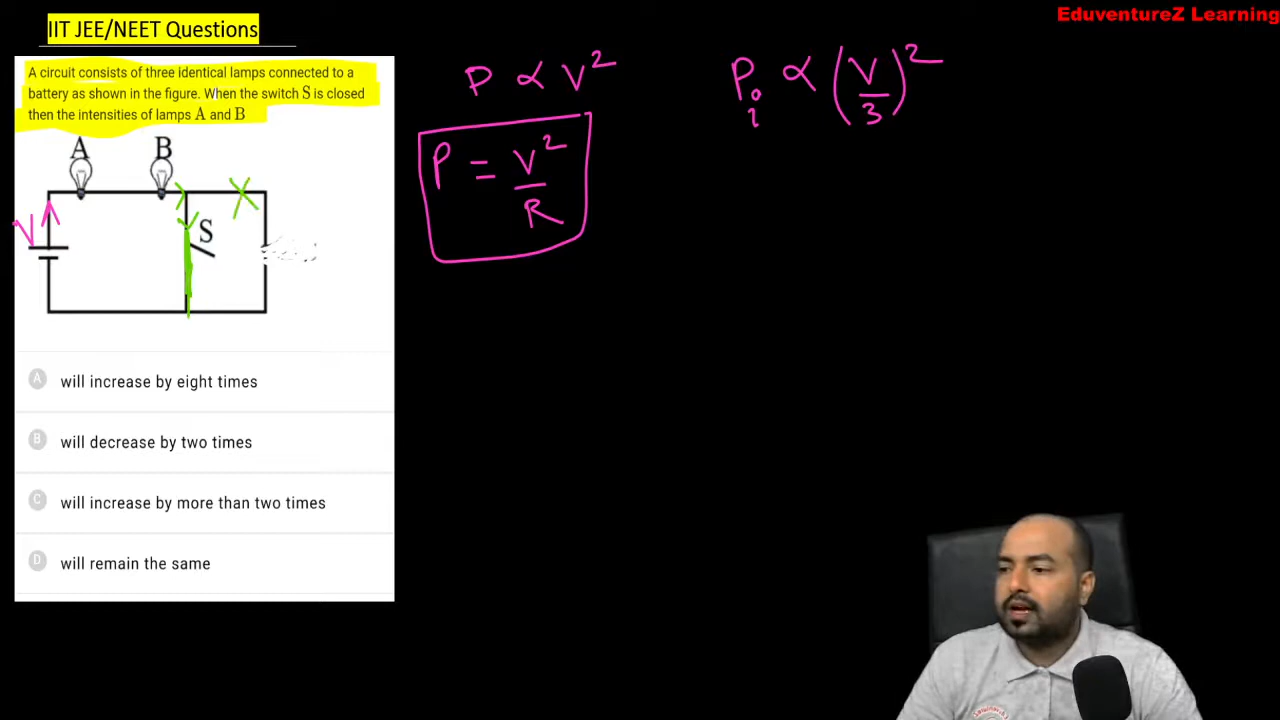 IIT JEE/NEET Questions
EduventureZ Learning
A circuit consists of three identical lamps connected to a
battery as shown in the figure. When the switch S is closed
then the intensities of lamps A and B
A B
S
V
A will increase by eight times
B will decrease by two times
C will increase by more than two times
D will remain the same
P ∝ V²
P = V²/R
Pᵢ ∝ (V/3)²